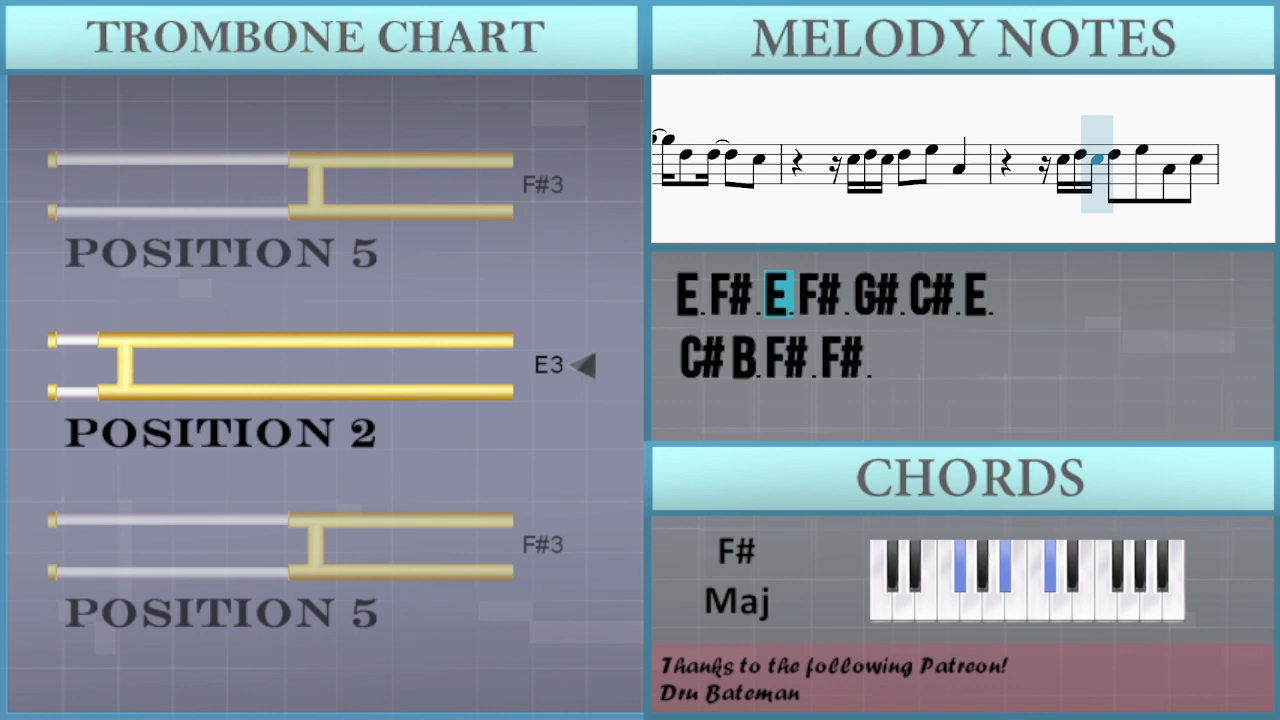 TROMBONE CHART
F#3
POSITION 5
E3
POSITION 2
F#3
POSITION 5
MELODY NOTES
E.F#.E.F#.G#.C#.E.
C# B.F#.F#.
CHORDS
F#
Maj
Thanks to the following Patreon!
Dru Bateman